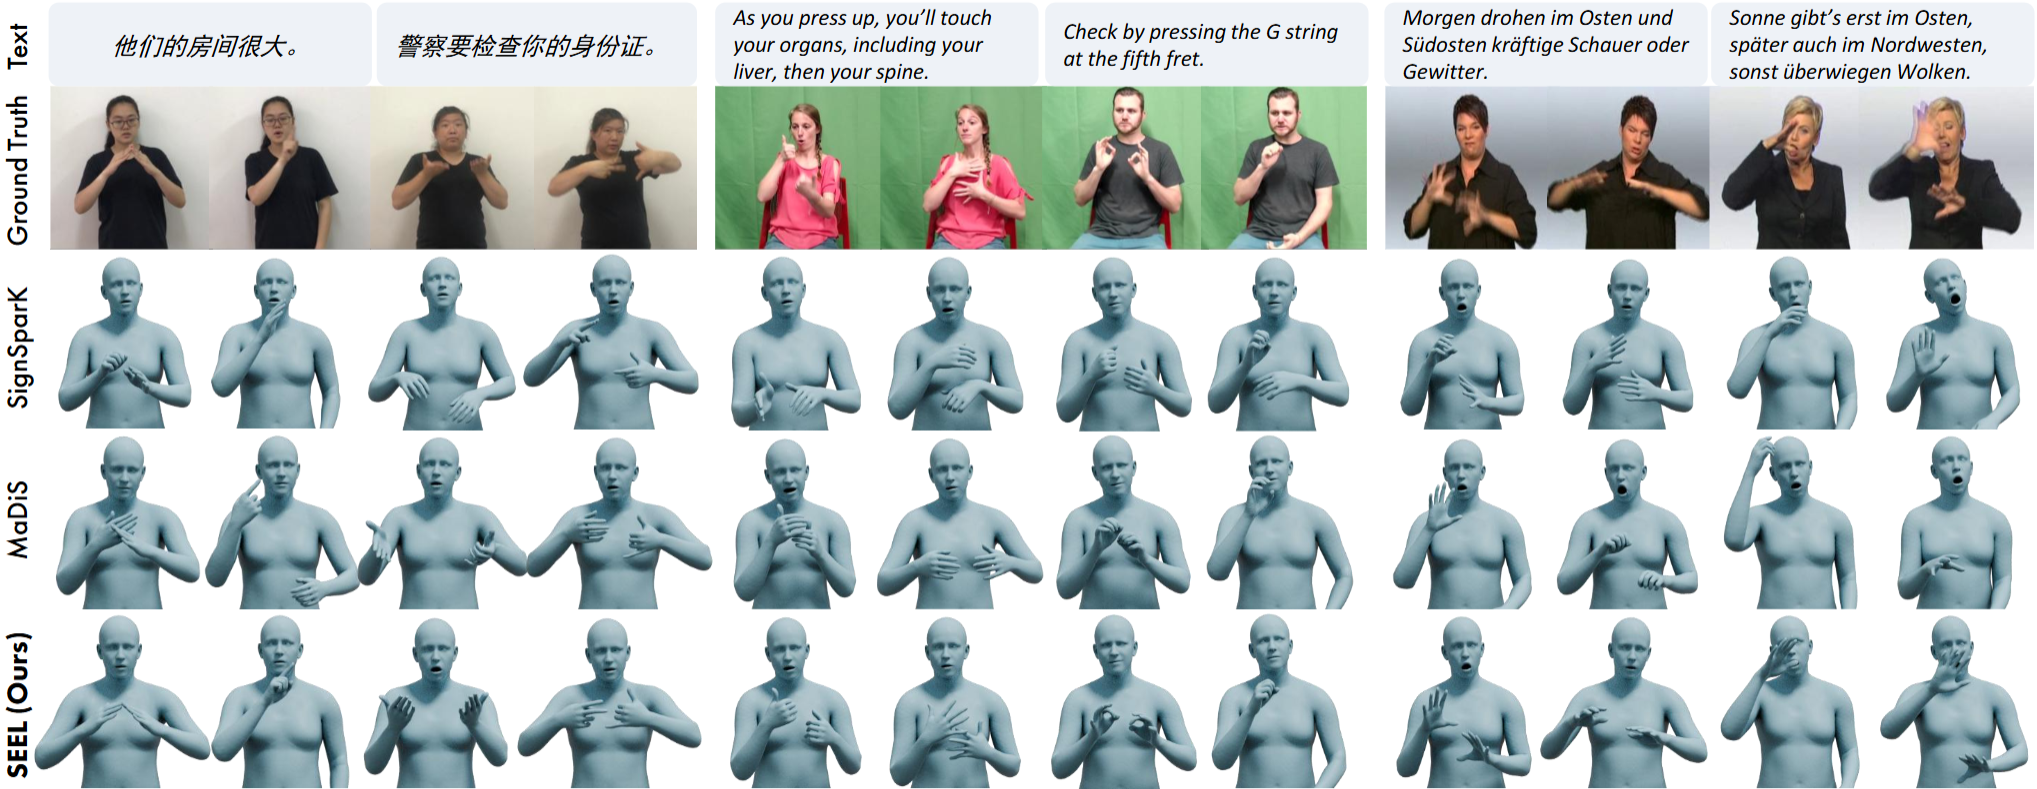 Text
他们的房间很大。
警察要检查你的身份证。
As you press up, you’ll touch
your organs, including your
liver, then your spine.
Check by pressing the G string
at the fifth fret.
Morgen drohen im Osten und
Südosten kräftige Schauer oder
Gewitter.
Sonne gibt’s erst im Osten,
später auch im Nordwesten,
sonst überwiegen Wolken.
Ground Truth
SignSparK
MaDiS
SEEL (Ours)